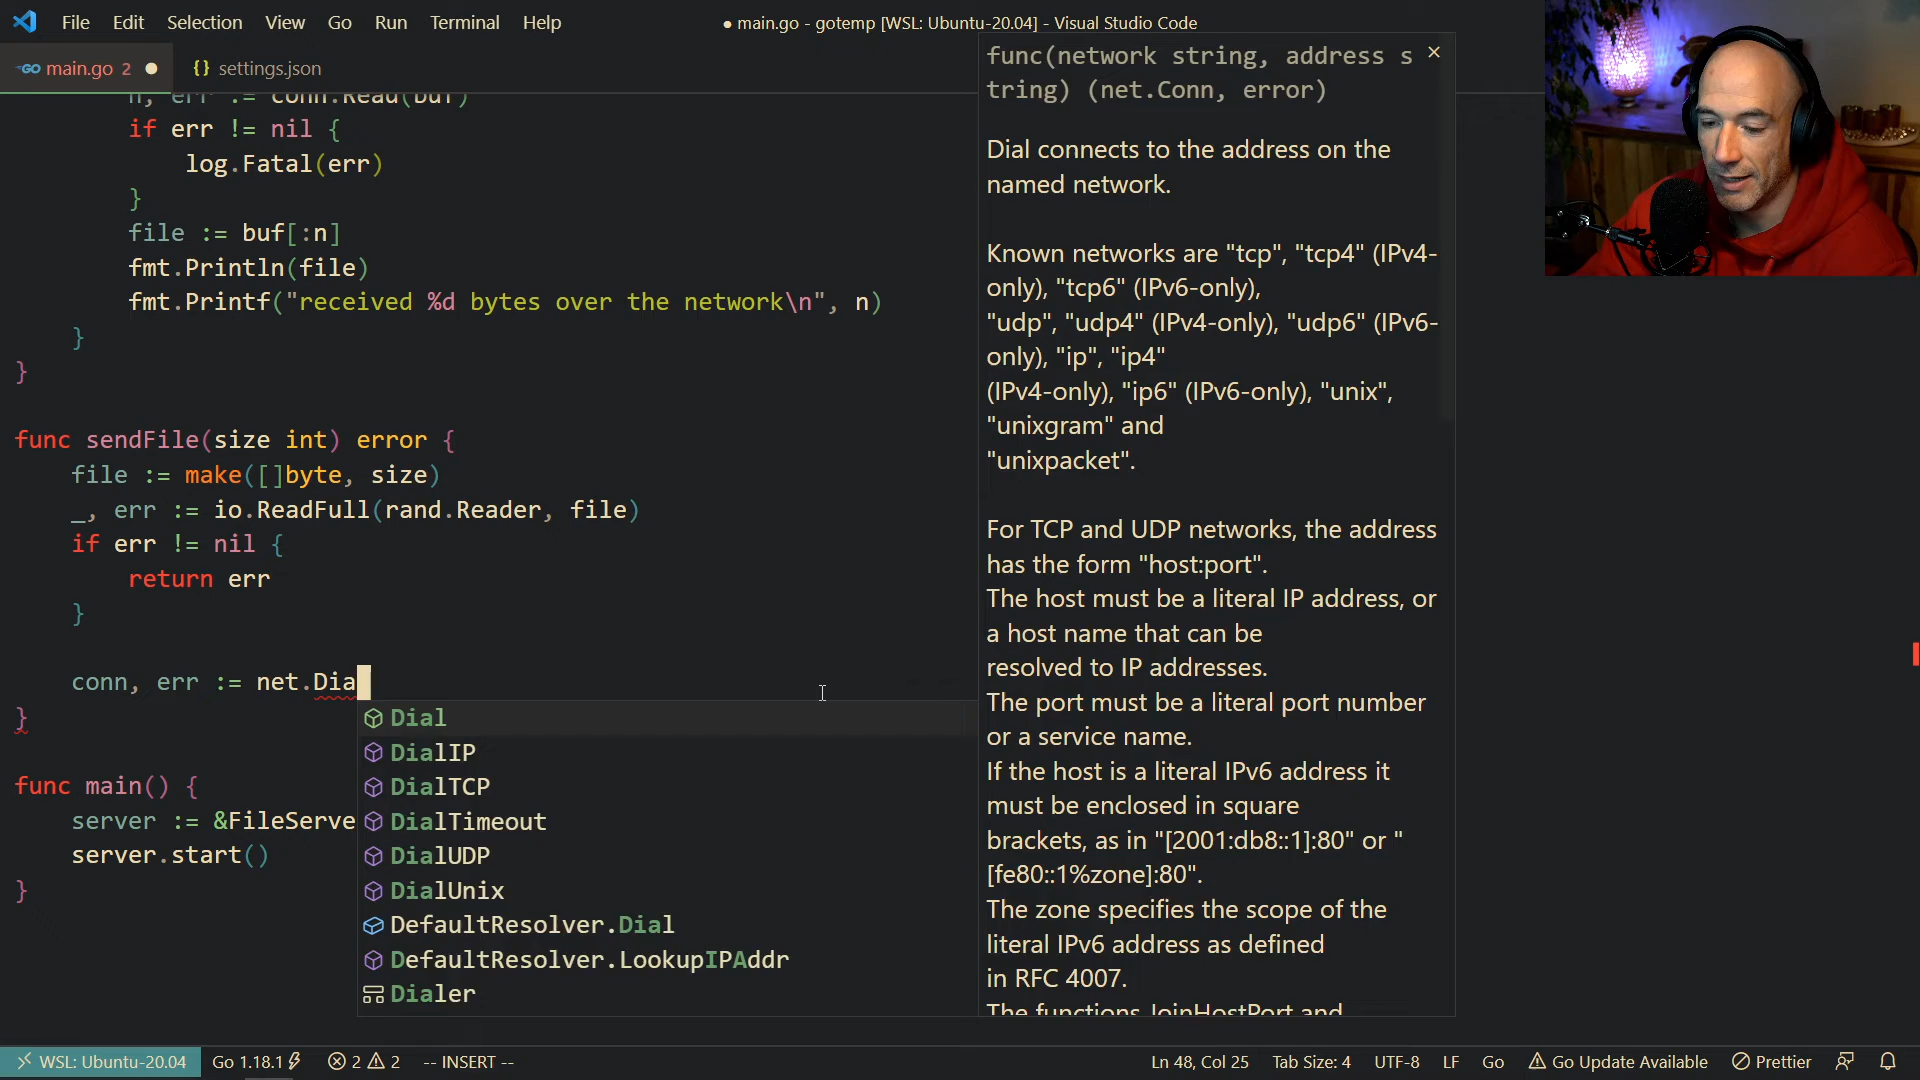 File Edit Selection View Go Run Terminal Help
● main.go - gotemp [WSL: Ubuntu-20.04] - Visual Studio Code
GO main.go 2 ●
{} settings.json
n, err := conn.Read(buf)
if err != nil {
log.Fatal(err)
}
file := buf[:n]
fmt.Println(file)
fmt.Printf("received %d bytes over the network\n", n)
}
}
func sendFile(size int) error {
file := make([]byte, size)
_, err := io.ReadFull(rand.Reader, file)
if err != nil {
return err
}
conn, err := net.Dia
}
func main() {
server := &FileServe
server.start()
}
Dial
DialIP
DialTCP
DialTimeout
DialUDP
DialUnix
DefaultResolver.Dial
DefaultResolver.LookupIPAddr
Dialer
func(network string, address s
tring) (net.Conn, error)
Dial connects to the address on the
named network.
Known networks are "tcp", "tcp4" (IPv4-
only), "tcp6" (IPv6-only),
"udp", "udp4" (IPv4-only), "udp6" (IPv6-
only), "ip", "ip4"
(IPv4-only), "ip6" (IPv6-only), "unix",
"unixgram" and
"unixpacket".
For TCP and UDP networks, the address
has the form "host:port".
The host must be a literal IP address, or
a host name that can be
resolved to IP addresses.
The port must be a literal port number
or a service name.
If the host is a literal IPv6 address it
must be enclosed in square
brackets, as in "[2001:db8::1]:80" or "
[fe80::1%zone]:80".
The zone specifies the scope of the
literal IPv6 address as defined
in RFC 4007.
The functions JoinHostPort and
WSL: Ubuntu-20.04 Go 1.18.1 2 2 -- INSERT -- Ln 48, Col 25 Tab Size: 4 UTF-8 LF Go Go Update Available Prettier